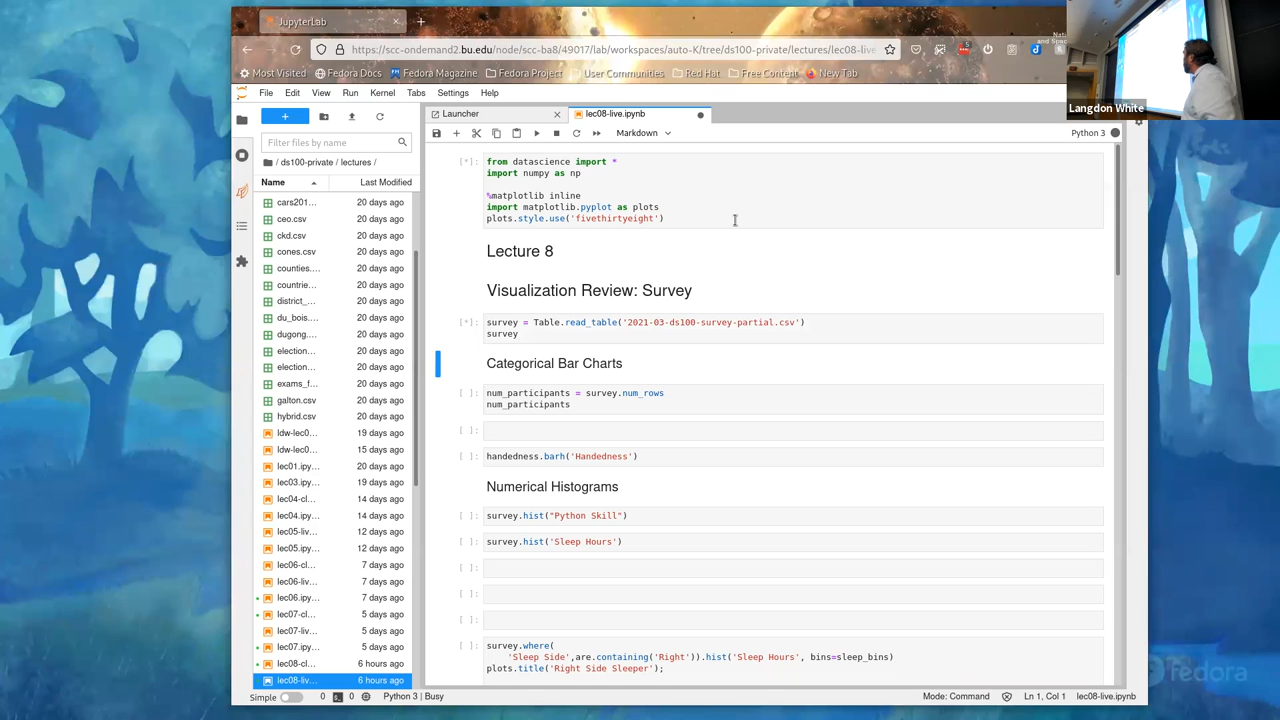 JupyterLab
https://scc-ondemand2.bu.edu/node/scc-ba8/49017/lab/workspaces/auto-K/tree/ds100-private/lectures/lec08-live
Most Visited Fedora Docs Fedora Magazine Fedora Project User Communities Red Hat Free Content New Tab
Langdon White
File Edit View Run Kernel Tabs Settings Help
Launcher
lec08-live.ipynb
Markdown
Python 3
Filter files by name
/ ds100-private / lectures /
Name Last Modified
cars201... 20 days ago
ceo.csv 20 days ago
ckd.csv 20 days ago
cones.csv 20 days ago
counties.... 20 days ago
countrie... 20 days ago
district_... 20 days ago
du_bois.... 20 days ago
dugong.... 20 days ago
election... 20 days ago
election... 20 days ago
exams_f... 20 days ago
galton.csv 20 days ago
hybrid.csv 20 days ago
ldw-lec0... 19 days ago
ldw-lec0... 15 days ago
lec01.ipy... 20 days ago
lec03.ipy... 19 days ago
lec04-cl... 14 days ago
lec04.ipy... 14 days ago
lec05-liv... 12 days ago
lec05.ipy... 12 days ago
lec06-cl... 7 days ago
lec06-liv... 7 days ago
lec06.ipy... 7 days ago
lec07-cl... 5 days ago
lec07-liv... 5 days ago
lec07.ipy... 5 days ago
lec08-cl... 6 hours ago
lec08-liv... 6 hours ago
[*]: from datascience import *
import numpy as np
%matplotlib inline
import matplotlib.pyplot as plots
plots.style.use('fivethirtyeight')
Lecture 8
Visualization Review: Survey
[*]: survey = Table.read_table('2021-03-ds100-survey-partial.csv')
survey
Categorical Bar Charts
[ ]: num_participants = survey.num_rows
num_participants
[ ]:
[ ]: handedness.barh('Handedness')
Numerical Histograms
[ ]: survey.hist("Python Skill")
[ ]: survey.hist('Sleep Hours')
[ ]:
[ ]:
[ ]:
[ ]: survey.where(
'Sleep Side',are.containing('Right')).hist('Sleep Hours', bins=sleep_bins)
plots.title('Right Side Sleeper');
Simple 0 0 Python 3 | Busy
Mode: Command Ln 1, Col 1 lec08-live.ipynb
fedora